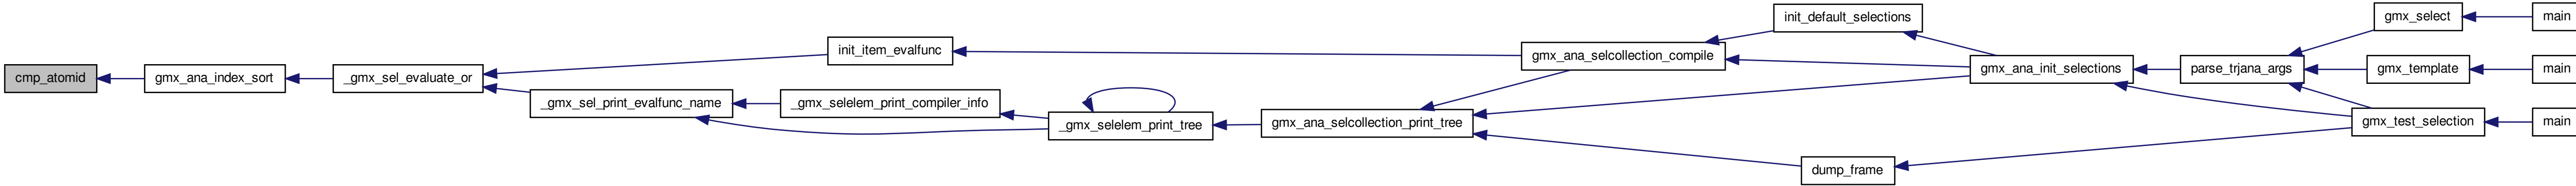 cmp_atomid
gmx_ana_index_sort
_gmx_sel_evaluate_or
init_item_evalfunc
_gmx_sel_print_evalfunc_name
_gmx_selelem_print_compiler_info
_gmx_selelem_print_tree
gmx_ana_selcollection_compile
gmx_ana_selcollection_print_tree
init_default_selections
dump_frame
gmx_ana_init_selections
parse_trjana_args
gmx_select
gmx_template
gmx_test_selection
main
main
main